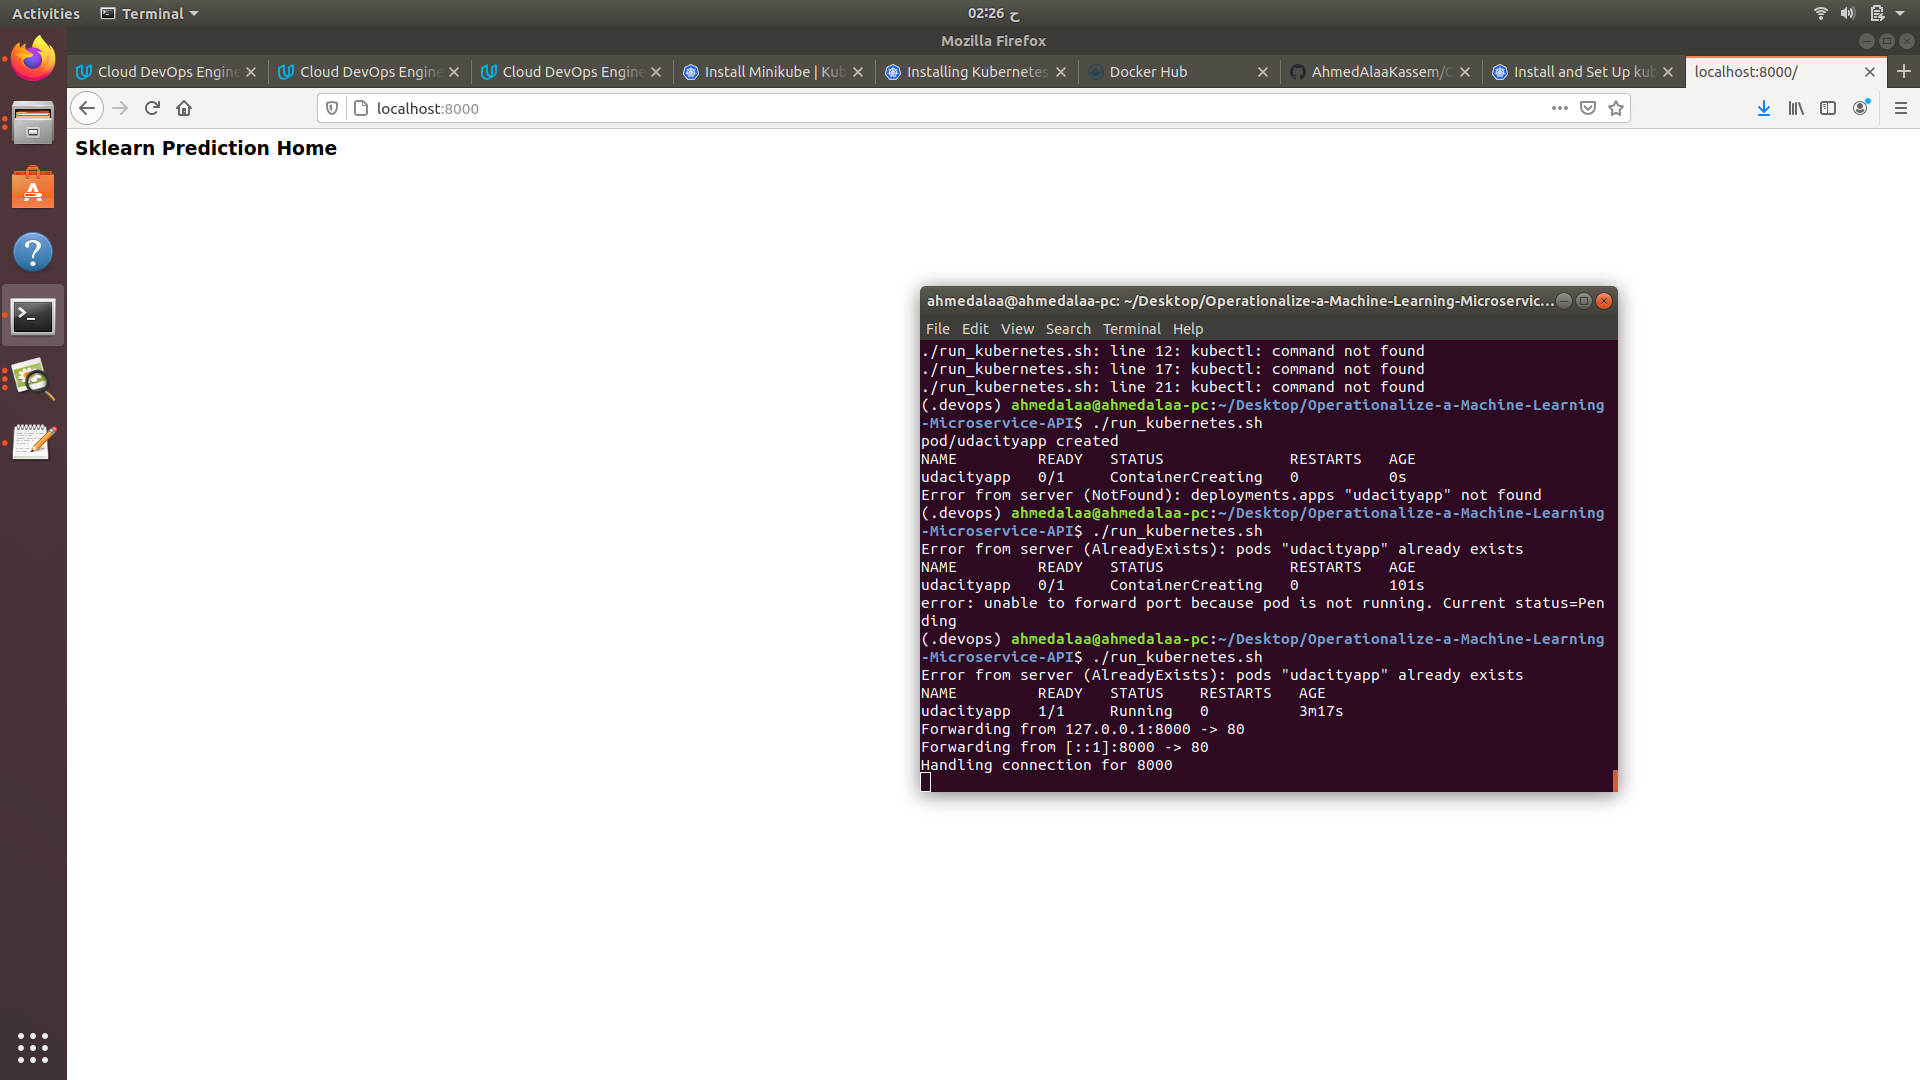 Activities
Terminal
02:26 ح
Mozilla Firefox
Cloud DevOps Engine
Cloud DevOps Engine
Cloud DevOps Engine
Install Minikube | Kub
Installing Kubernetes
Docker Hub
AhmedAlaaKassem/
Install and Set Up kub
localhost:8000/
localhost:8000
Sklearn Prediction Home
ahmedalaa@ahmedalaa-pc: ~/Desktop/Operationalize-a-Machine-Learning-Microservic...
File Edit View Search Terminal Help
./run_kubernetes.sh: line 12: kubectl: command not found
./run_kubernetes.sh: line 17: kubectl: command not found
./run_kubernetes.sh: line 21: kubectl: command not found
(.devops) ahmedalaa@ahmedalaa-pc:~/Desktop/Operationalize-a-Machine-Learning
-Microservice-API$ ./run_kubernetes.sh
pod/udacityapp created
NAME READY STATUS RESTARTS AGE
udacityapp 0/1 ContainerCreating 0 0s
Error from server (NotFound): deployments.apps "udacityapp" not found
(.devops) ahmedalaa@ahmedalaa-pc:~/Desktop/Operationalize-a-Machine-Learning
-Microservice-API$ ./run_kubernetes.sh
Error from server (AlreadyExists): pods "udacityapp" already exists
NAME READY STATUS RESTARTS AGE
udacityapp 0/1 ContainerCreating 0 101s
error: unable to forward port because pod is not running. Current status=Pen
ding
(.devops) ahmedalaa@ahmedalaa-pc:~/Desktop/Operationalize-a-Machine-Learning
-Microservice-API$ ./run_kubernetes.sh
Error from server (AlreadyExists): pods "udacityapp" already exists
NAME READY STATUS RESTARTS AGE
udacityapp 1/1 Running 0 3m17s
Forwarding from 127.0.0.1:8000 -> 80
Forwarding from [::1]:8000 -> 80
Handling connection for 8000